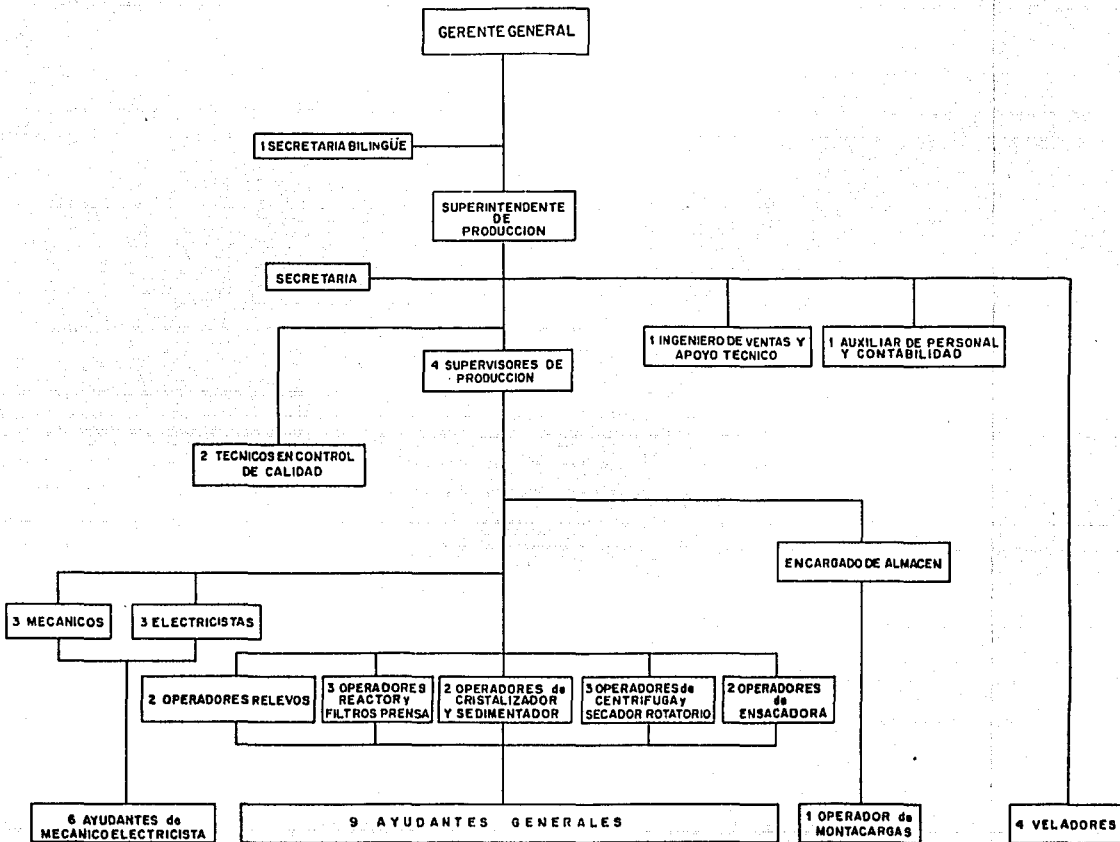 GERENTE GENERAL
1 SECRETARIA BILINGÜE
SUPERINTENDENTE
DE
PRODUCCION
SECRETARIA
1 INGENIERO DE VENTAS Y
APOYO TECNICO
1 AUXILIAR DE PERSONAL
Y CONTABILIDAD
4 SUPERVISORES DE
PRODUCCION
2 TECNICOS EN CONTROL
DE CALIDAD
ENCARGADO DE ALMACEN
3 MECANICOS
3 ELECTRICISTAS
2 OPERADORES RELEVOS
3 OPERADORES
REACTOR y
FILTROS PRENSA
2 OPERADORES de
CRISTALIZADOR
Y SEDIMENTADOR
3 OPERADORES de
CENTRIFUGA y
SECADOR ROTATORIO
2 OPERADORES
de
ENSACADORA
6 AYUDANTES de
MECANICO ELECTRICISTA
9 AYUDANTES GENERALES
1 OPERADOR de
MONTACARGAS
4 VELADORES